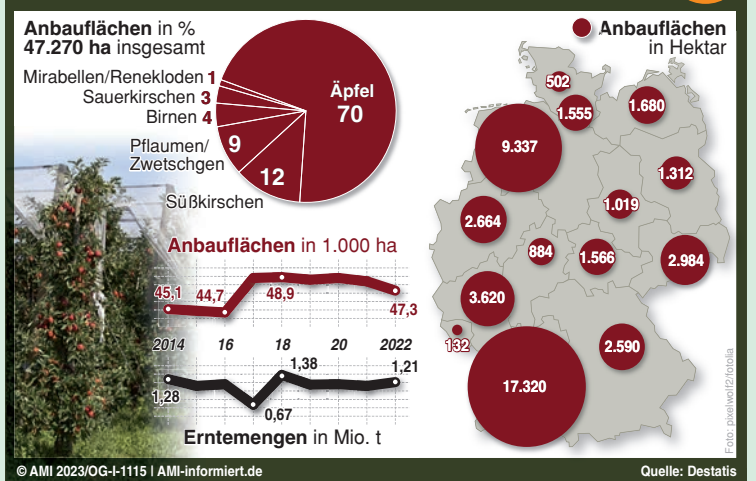 Anbauflächen in %
47.270 ha insgesamt
Mirabellen/Renekloden 1
Sauerkirschen 3
Birnen 4
Pflaumen/
Zwetschgen
9
12
Süßkirschen
Äpfel
70
Anbauflächen in 1.000 ha
45,1
44,7
48,9
47,3
2014 16 18 20 2022
1,28
0,67
1,38
1,21
Erntemengen in Mio. t
Anbauflächen
in Hektar
502
1.555
1.680
9.337
1.312
1.019
2.664
884
1.566
2.984
3.620
132
2.590
17.320
Foto: pixelwolf2/fotolia
© AMI 2023/OG-I-1115 | AMI-informiert.de
Quelle: Destatis